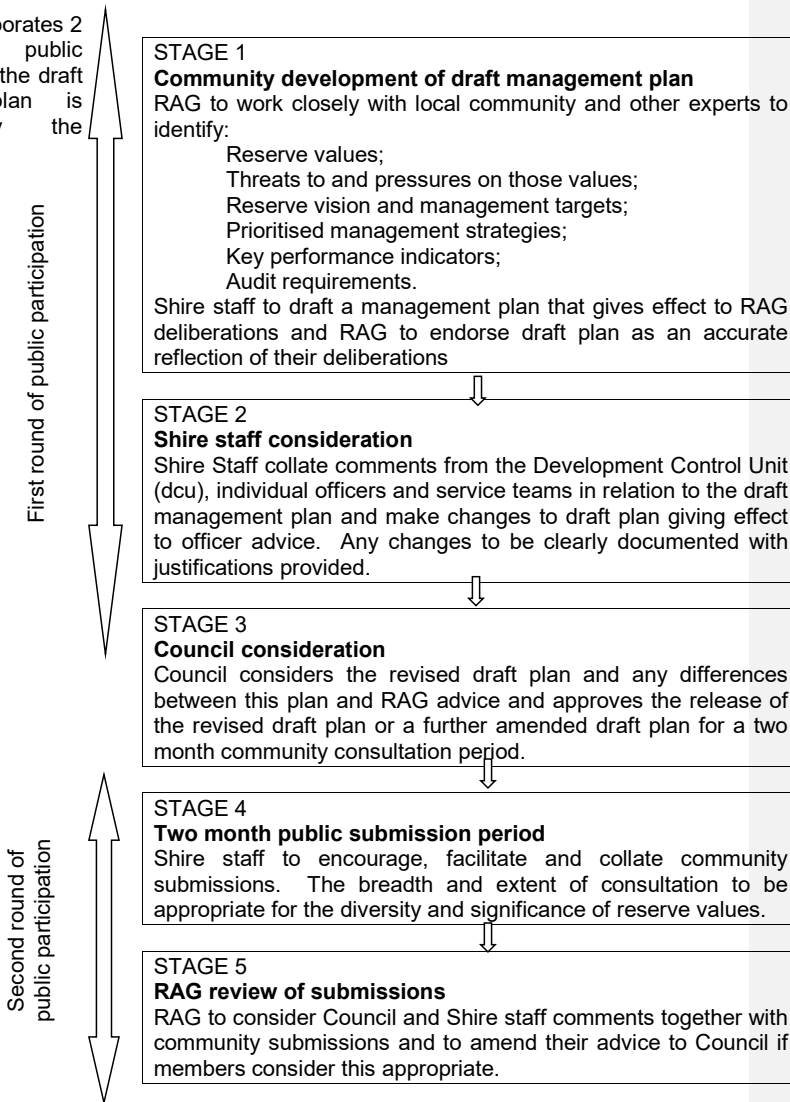 porates 2
public
the draft
plan is
the
First round of public participation
STAGE 1
Community development of draft management plan
RAG to work closely with local community and other experts to
identify:
Reserve values;
Threats to and pressures on those values;
Reserve vision and management targets;
Prioritised management strategies;
Key performance indicators;
Audit requirements.
Shire staff to draft a management plan that gives effect to RAG
deliberations and RAG to endorse draft plan as an accurate
reflection of their deliberations
STAGE 2
Shire staff consideration
Shire Staff collate comments from the Development Control Unit
(dcu), individual officers and service teams in relation to the draft
management plan and make changes to draft plan giving effect
to officer advice. Any changes to be clearly documented with
justifications provided.
STAGE 3
Council consideration
Council considers the revised draft plan and any differences
between this plan and RAG advice and approves the release of
the revised draft plan or a further amended draft plan for a two
month community consultation period.
Second round of
public participation
STAGE 4
Two month public submission period
Shire staff to encourage, facilitate and collate community
submissions. The breadth and extent of consultation to be
appropriate for the diversity and significance of reserve values.
STAGE 5
RAG review of submissions
RAG to consider Council and Shire staff comments together with
community submissions and to amend their advice to Council if
members consider this appropriate.